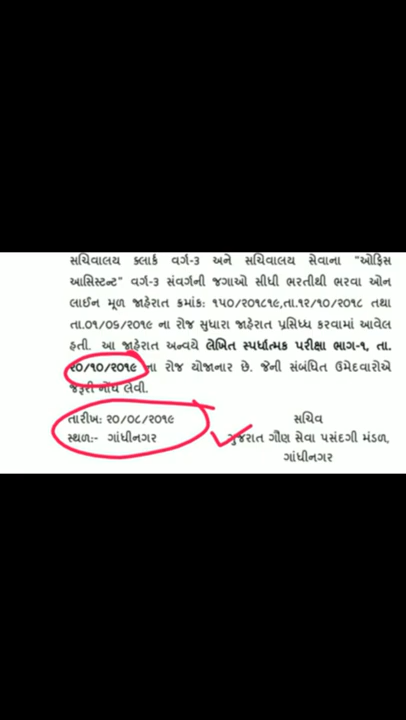 સચિવાલય ક્લાર્ક વર્ગ-૩ અને સચિવાલય સેવાના "ઓફિસ
આસિસ્ટન્ટ" વર્ગ-૩ સંવર્ગની જગાઓ સીધી ભરતીથી ભરવા ઓન
લાઈન મૂળ જાહેરાત ક્રમાંક: ૧૫૦/૨૦૧૮૧૯,તા.૧૨/૧૦/૨૦૧૮ તથા
તા.૦૧/૦૬/૨૦૧૯ ના રોજ સુધારા જાહેરાત પ્રસિધ્ધ કરવામાં આવેલ
હતી. આ જાહેરાત અન્વયે લેખિત સ્પર્ધાત્મક પરીક્ષા ભાગ-૧, તા.
૨૦/૧૦/૨૦૧૯ ના રોજ યોજાનાર છે. જેની સંબંધિત ઉમેદવારોએ
જરૂરી નોંધ લેવી.
તારીખ: ૨૦/૦૮/૨૦૧૯
સ્થળ:- ગાંધીનગર
સચિવ
ગુજરાત ગૌણ સેવા પસંદગી મંડળ,
ગાંધીનગર